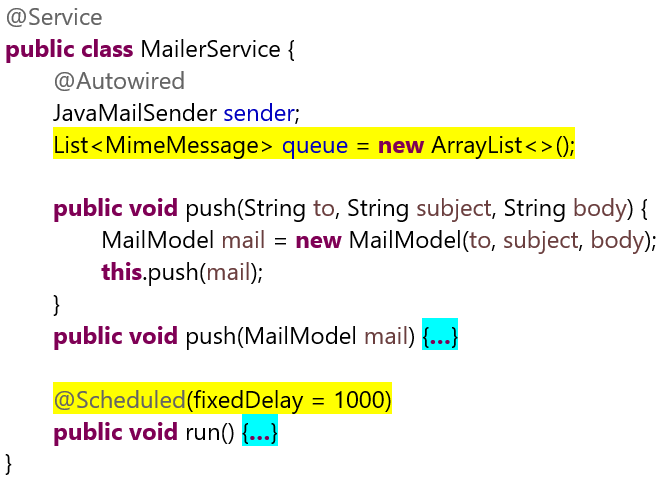 @Service
public class MailerService {
@Autowired
JavaMailSender sender;
List<MimeMessage> queue = new ArrayList<>();
public void push(String to, String subject, String body) {
MailModel mail = new MailModel(to, subject, body);
this.push(mail);
}
public void push(MailModel mail) {...}
@Scheduled(fixedDelay = 1000)
public void run() {...}
}